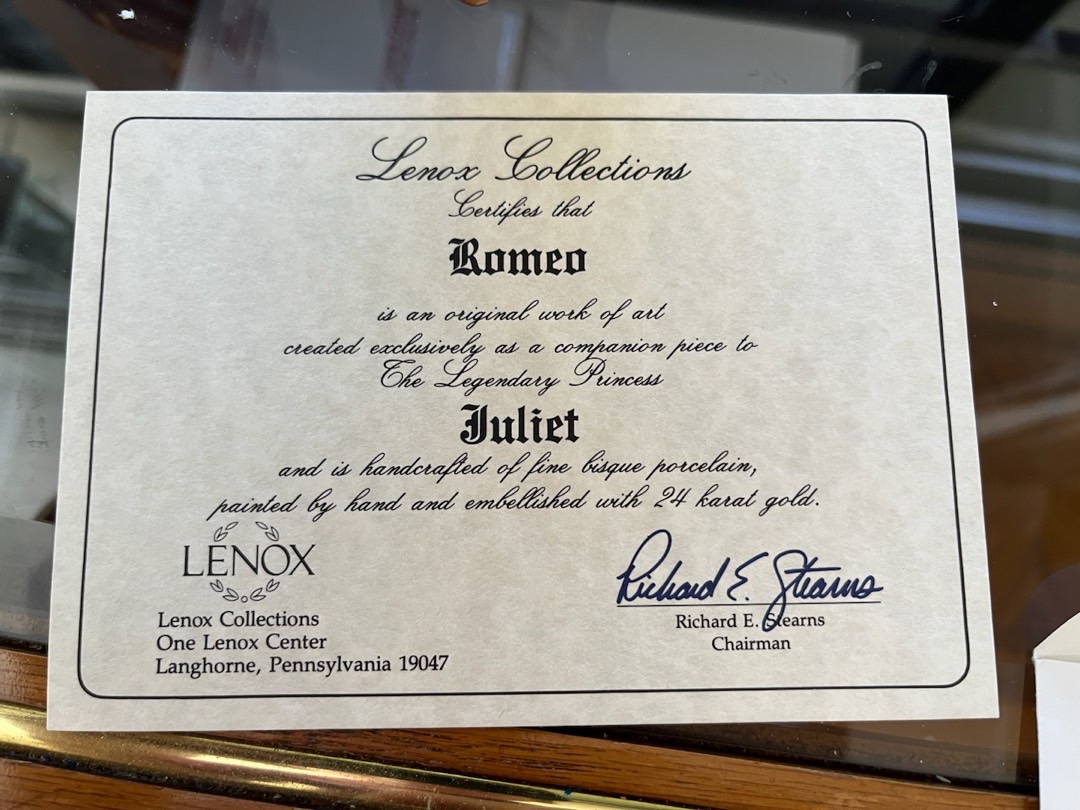 Lenox Collections
Certifies that
Romeo
is an original work of art
created exclusively as a companion piece to
The Legendary Princess
Juliet
and is handcrafted of fine bisque porcelain,
painted by hand and embellished with 24 karat gold.
LENOX
Lenox Collections
One Lenox Center
Langhorne, Pennsylvania 19047
Richard E. Stearns
Richard E. Stearns
Chairman